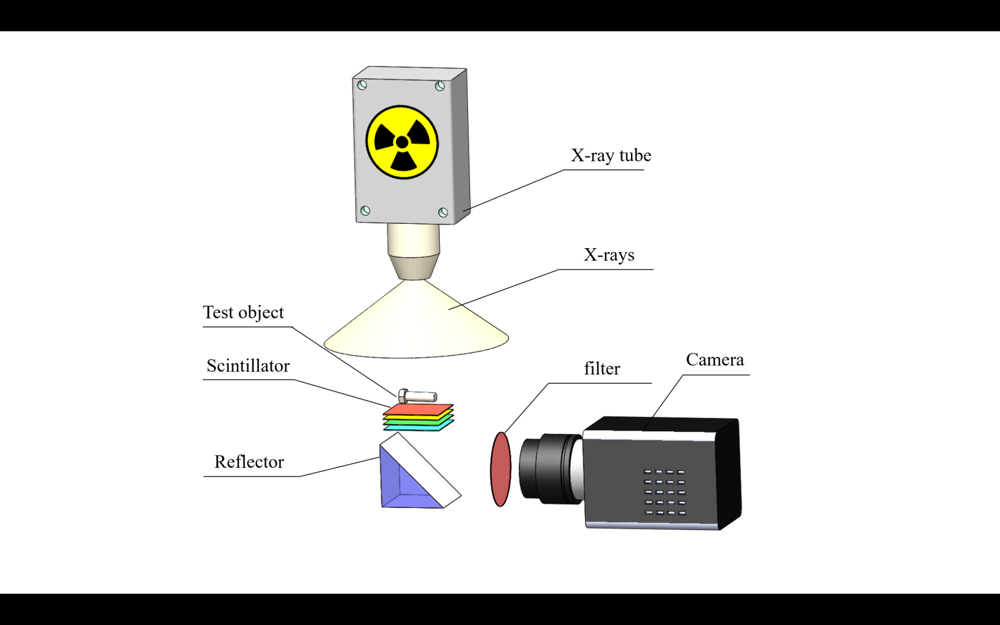 X-ray tube
X-rays
Test object
Scintillator
filter
Camera
Reflector